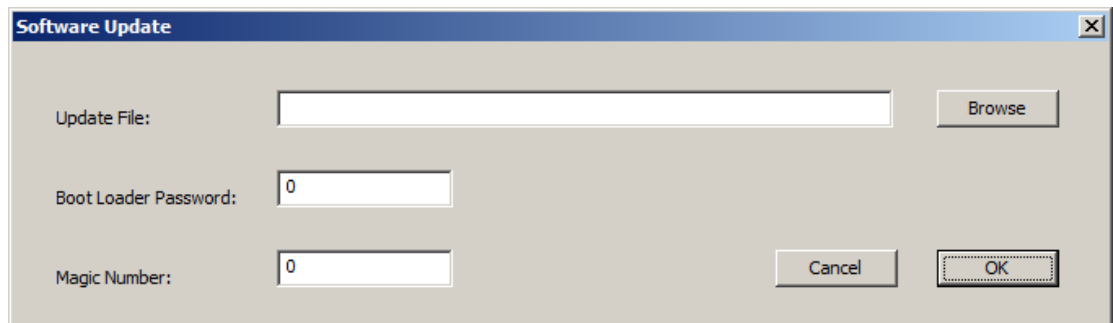 Software Update
Update File:
Browse
Boot Loader Password:
0
Magic Number:
0
Cancel
OK